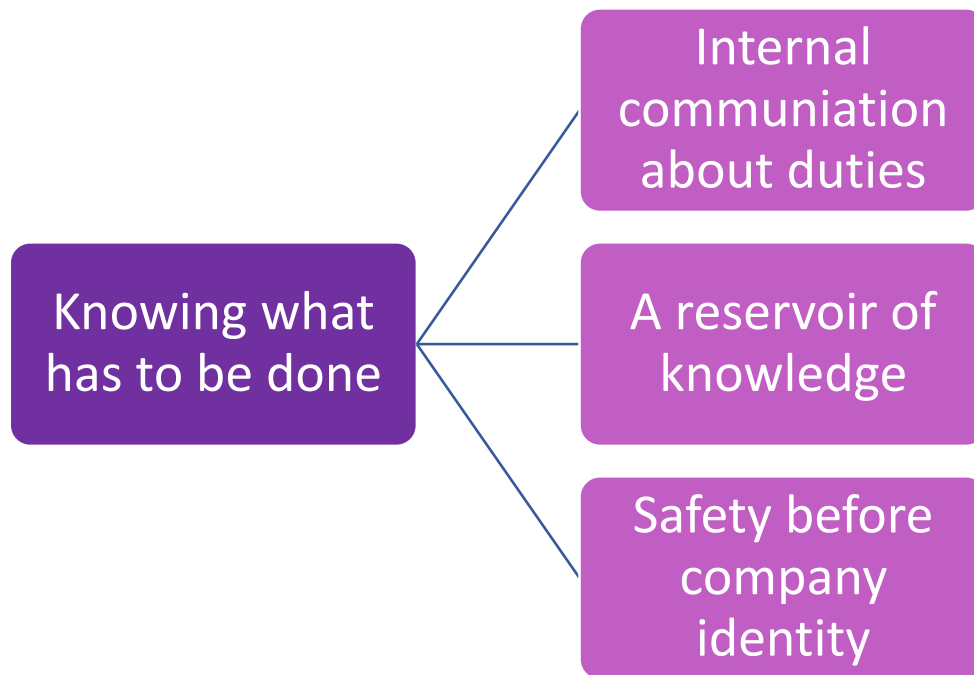 Internal
communiation
about duties
Knowing what
has to be done
A reservoir of
knowledge
Safety before
company
identity